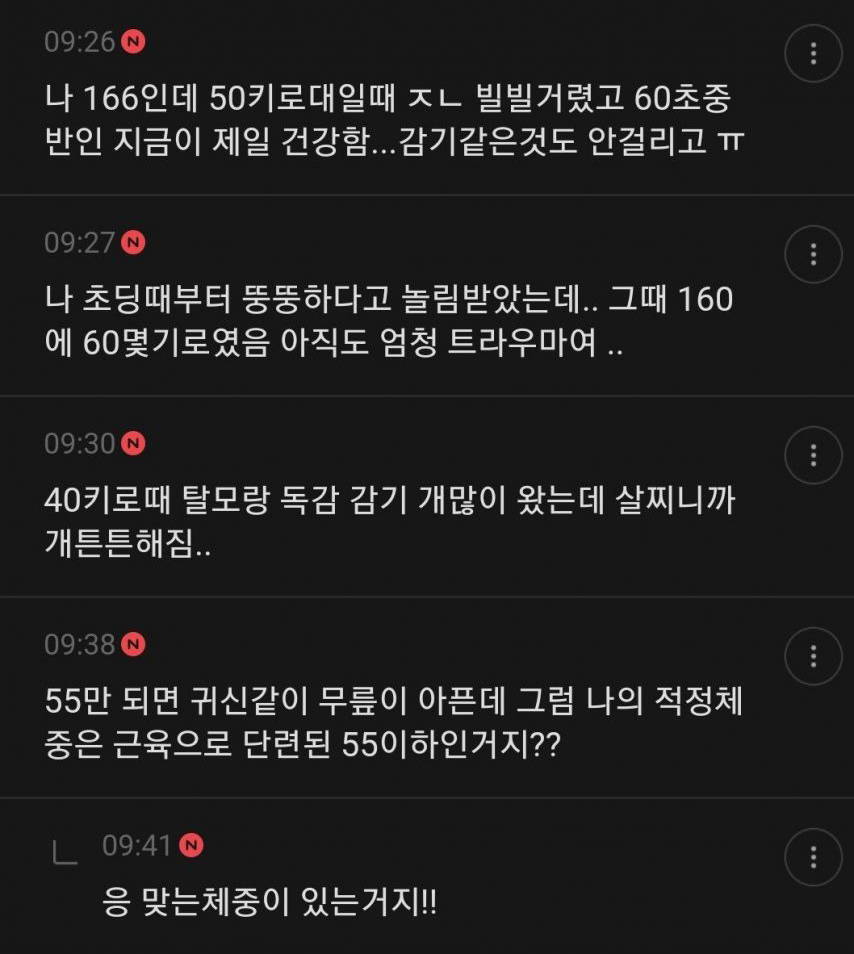 09:26 N
나 166인데 50키로대일때 ㅈㄴ 빌빌거렸고 60초중
반인 지금이 제일 건강함...감기같은것도 안걸리고 ㅠ
09:27 N
나 초딩때부터 뚱뚱하다고 놀림받았는데.. 그때 160
에 60몇기로였음 아직도 엄청 트라우마여 ..
09:30 N
40키로때 탈모랑 독감 감기 개많이 왔는데 살찌니까
개튼튼해짐..
09:38 N
55만 되면 귀신같이 무릎이 아픈데 그럼 나의 적정체
중은 근육으로 단련된 55이하인거지??
09:41 N
응 맞는체중이 있는거지!!